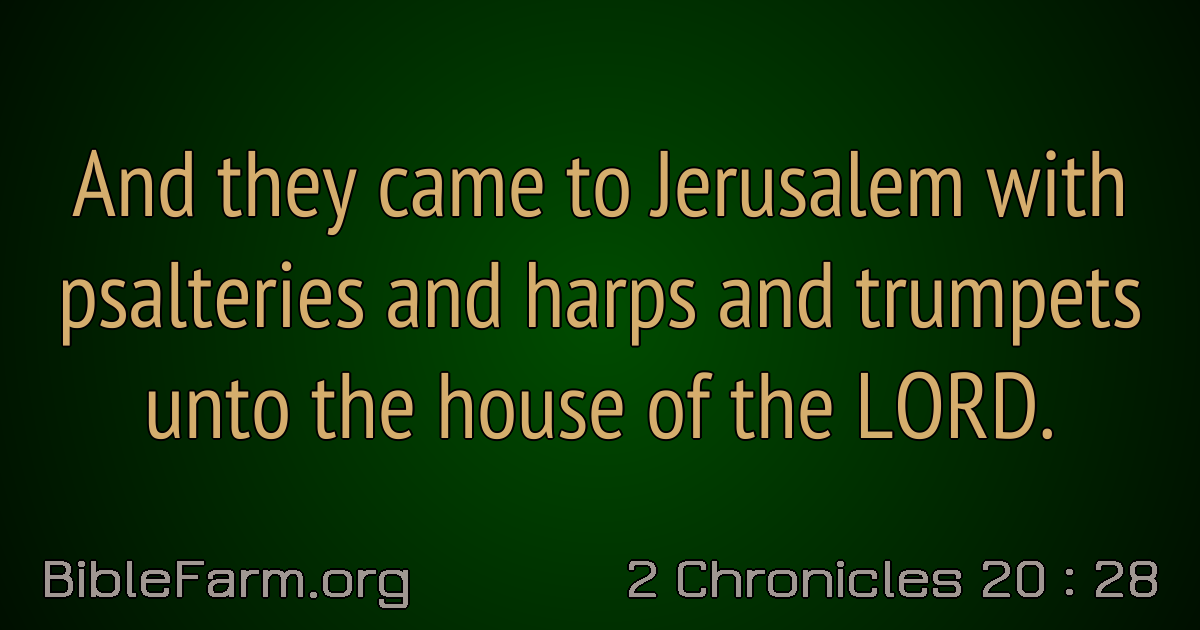 And they came to Jerusalem with
psalteries and harps and trumpets
unto the house of the LORD.
BibleFarm.org
2 Chronicles 20 : 28